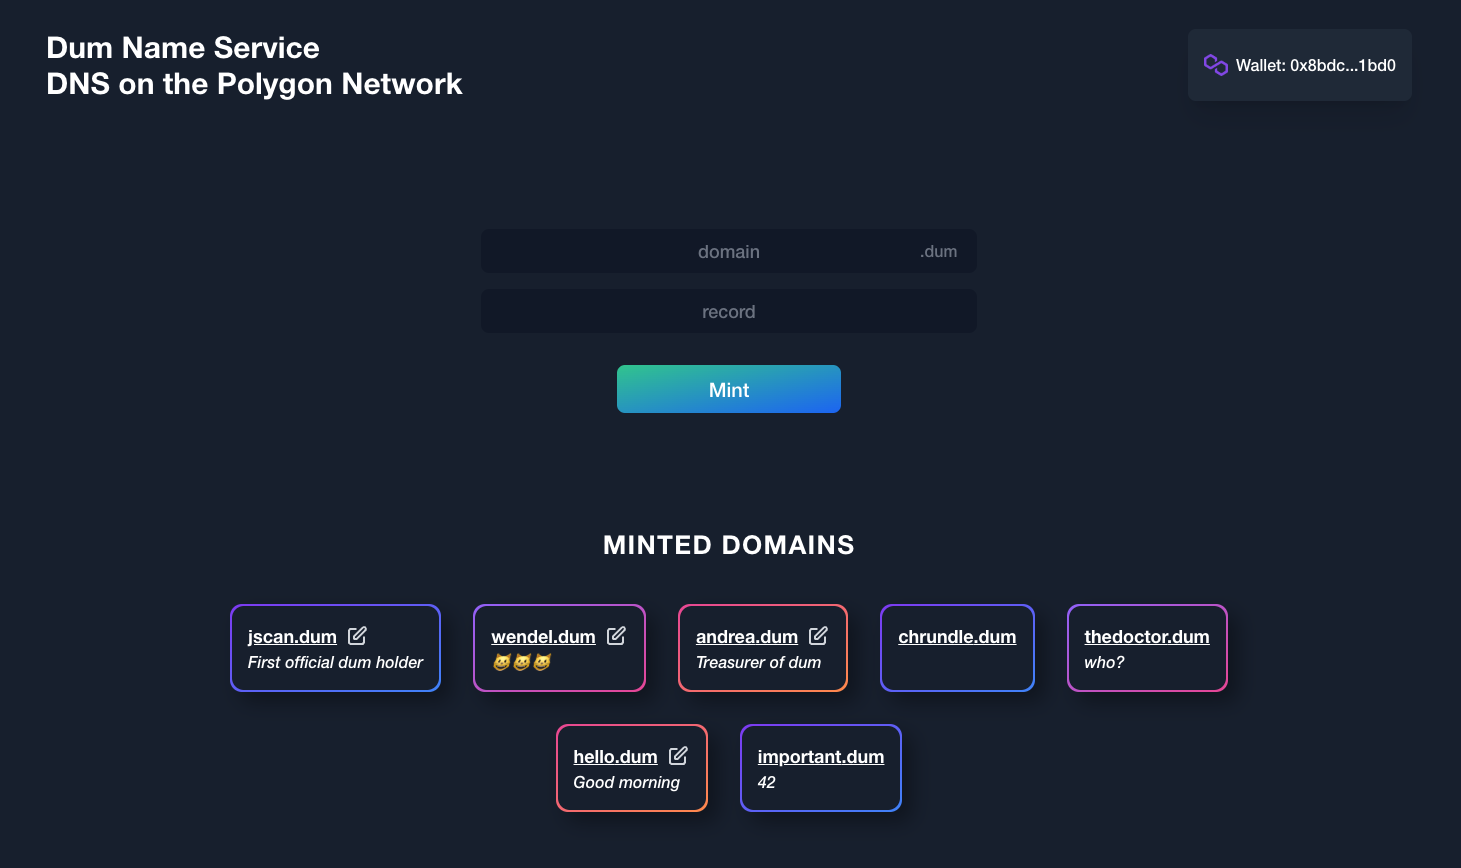 Dum Name Service
DNS on the Polygon Network
Wallet: 0x8bdc...1bd0
domain
.dum
record
Mint
MINTED DOMAINS
jscan.dum
First official dum holder
wendel.dum
😺😺😺
andrea.dum
Treasurer of dum
chrundle.dum
thedoctor.dum
who?
hello.dum
Good morning
important.dum
42